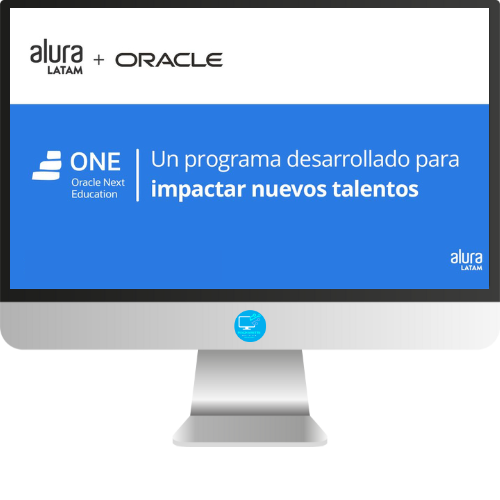 alura
LATAM
+ ORACLE
ONE
Oracle Next
Education
Un programa desarrollado para
impactar nuevos talentos
alura
LATAM